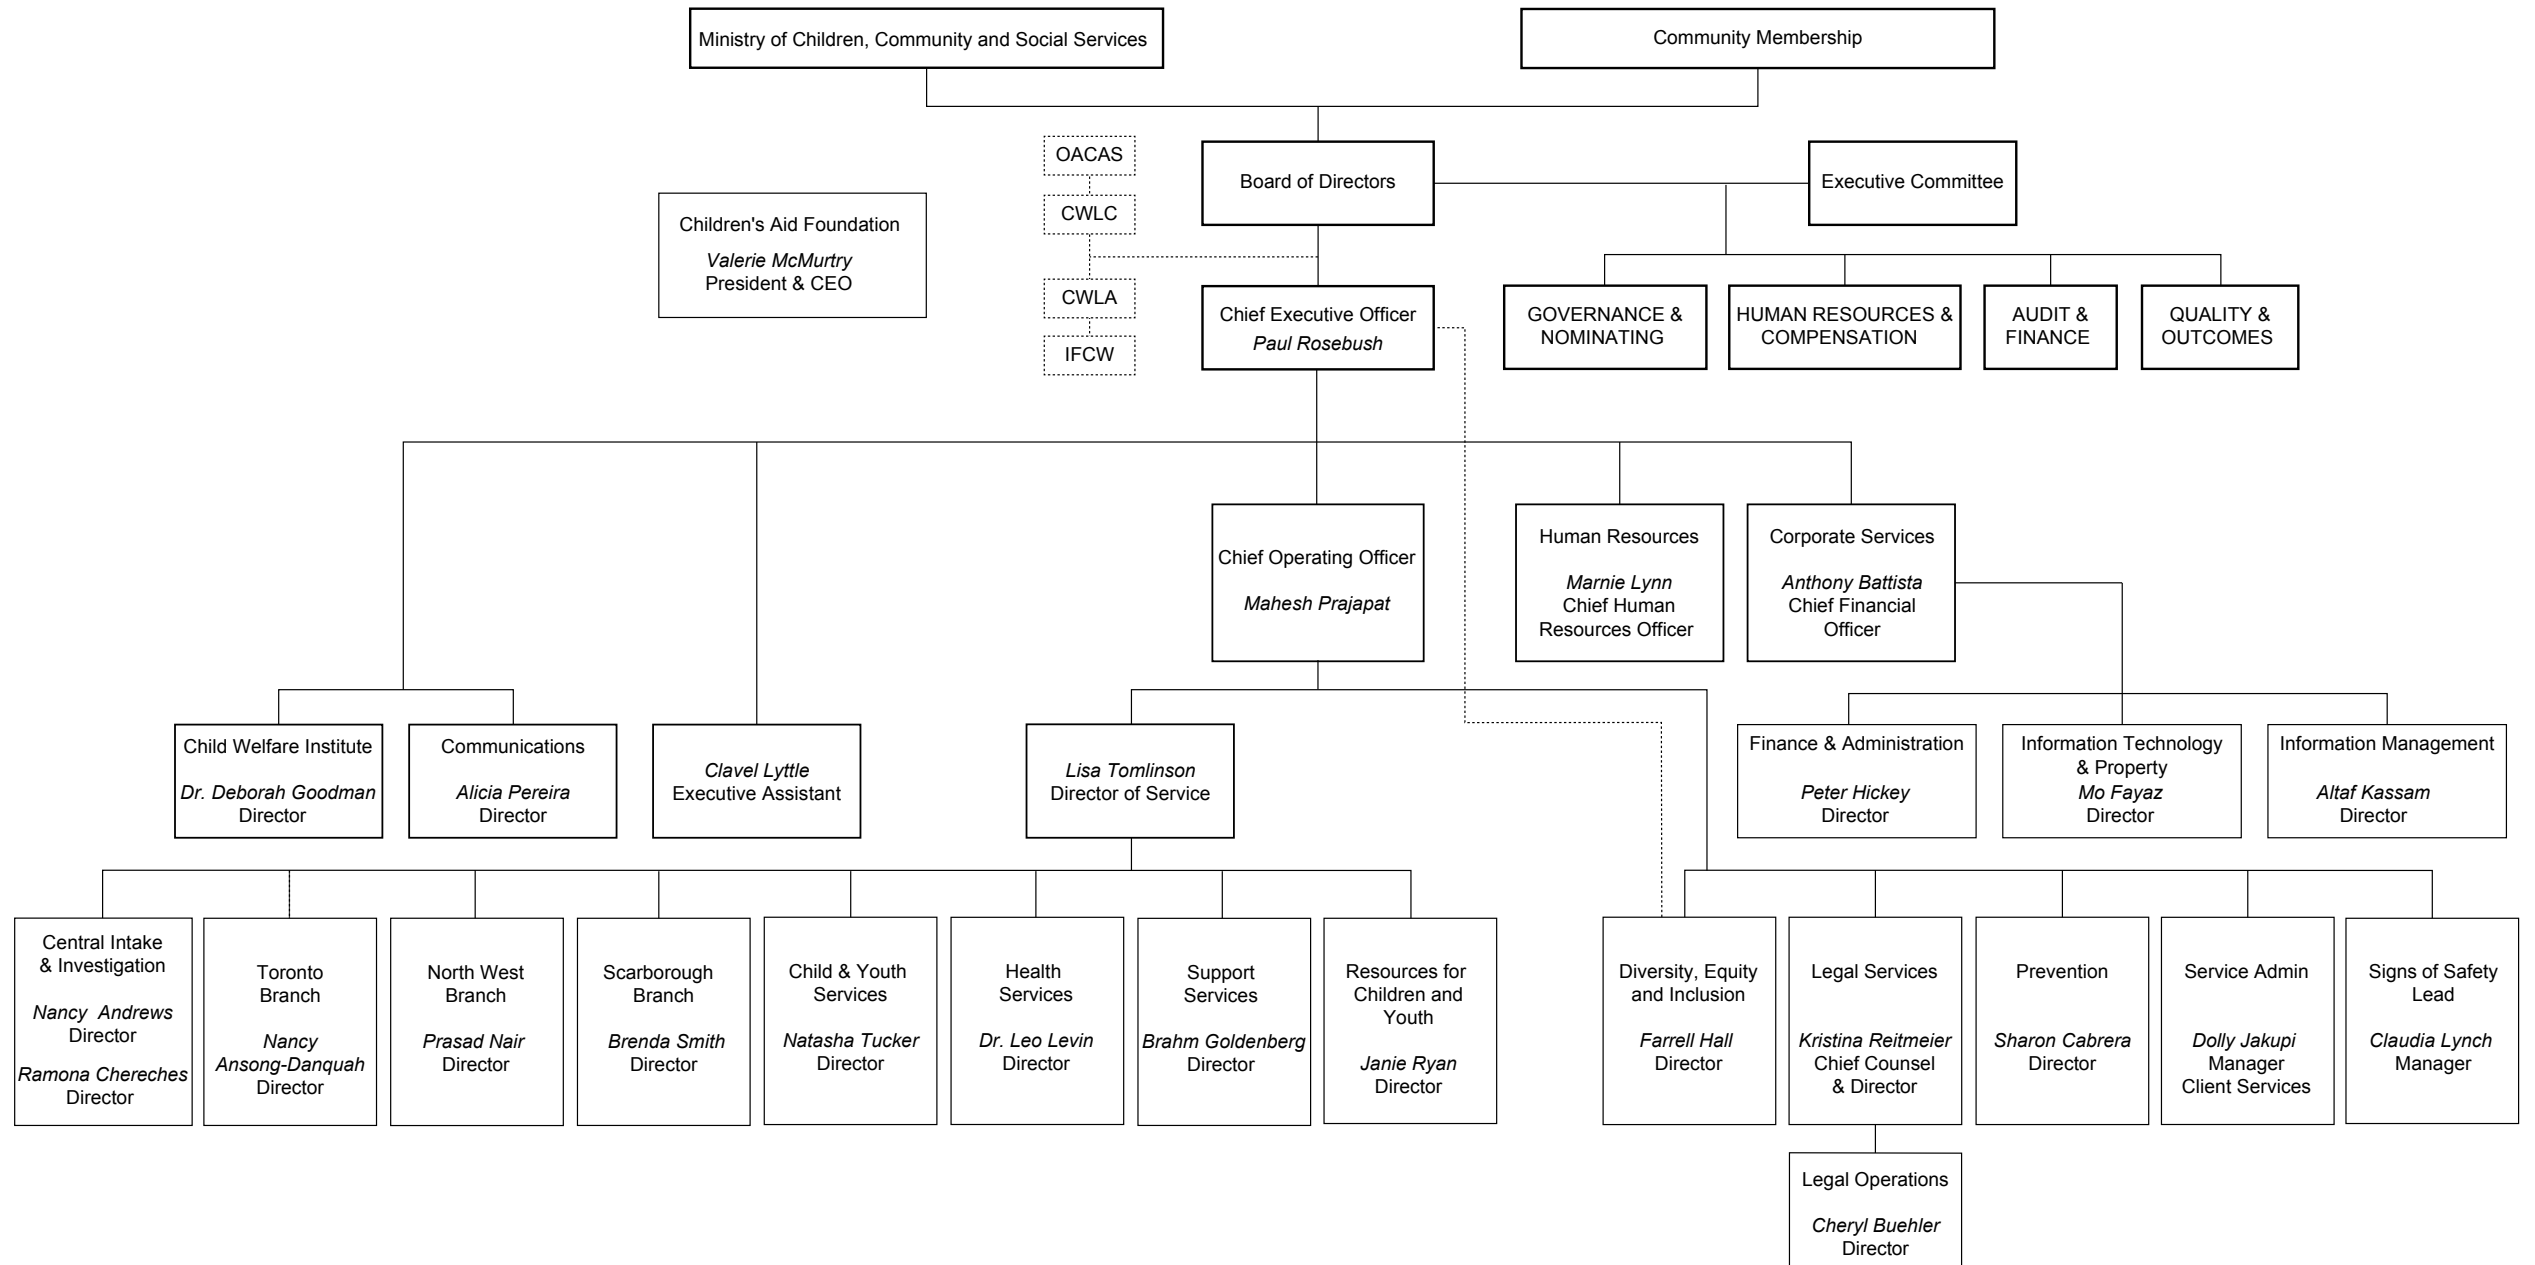 Ministry of Children, Community and Social Services
Community Membership
OACAS
CWLC
CWLA
IFCW
Board of Directors
Executive Committee
Children's Aid Foundation
Valerie McMurtry
President & CEO
Chief Executive Officer
Paul Rosebush
GOVERNANCE &
NOMINATING
HUMAN RESOURCES &
COMPENSATION
AUDIT &
FINANCE
QUALITY &
OUTCOMES
Chief Operating Officer
Mahesh Prajapat
Human Resources
Marnie Lynn
Chief Human
Resources Officer
Corporate Services
Anthony Battista
Chief Financial
Officer
Child Welfare Institute
Dr. Deborah Goodman
Director
Communications
Alicia Pereira
Director
Clavel Lyttle
Executive Assistant
Lisa Tomlinson
Director of Service
Finance & Administration
Peter Hickey
Director
Information Technology
& Property
Mo Fayaz
Director
Information Management
Altaf Kassam
Director
Central Intake
& Investigation
Nancy  Andrews
Director
Ramona Chereches
Director
Toronto
Branch
Nancy
Ansong-Danquah
Director
North West
Branch
Prasad Nair
Director
Scarborough
Branch
Brenda Smith
Director
Child & Youth
Services
Natasha Tucker
Director
Health
Services
Dr. Leo Levin
Director
Support
Services
Brahm Goldenberg
Director
Resources for
Children and
Youth
Janie Ryan
Director
Diversity, Equity
and Inclusion
Farrell Hall
Director
Legal Services
Kristina Reitmeier
Chief Counsel
& Director
Prevention
Sharon Cabrera
Director
Service Admin
Dolly Jakupi
Manager
Client Services
Signs of Safety
Lead
Claudia Lynch
Manager
Legal Operations
Cheryl Buehler
Director